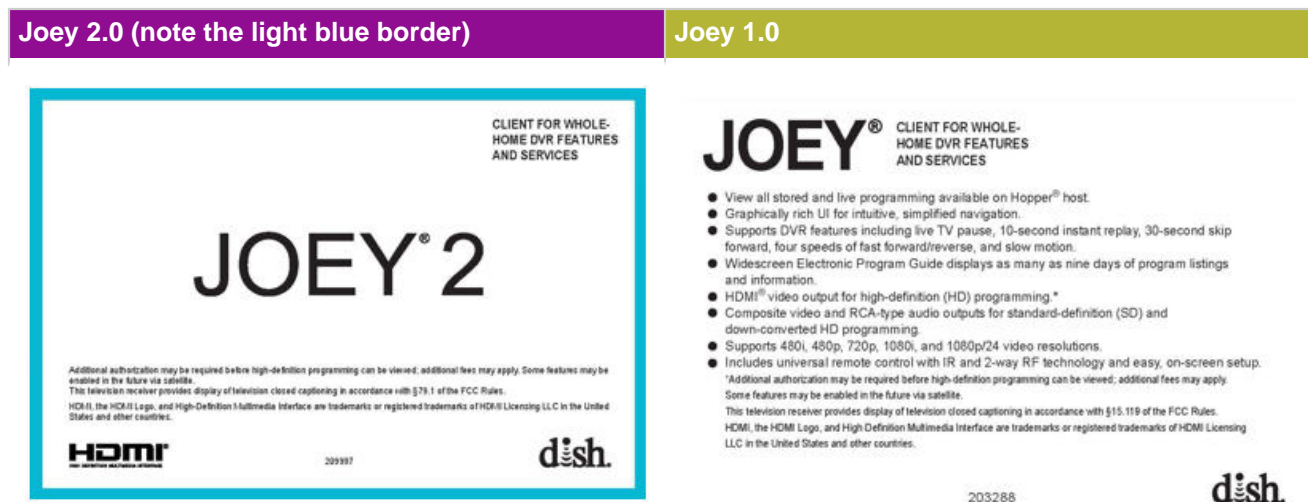 Joey 2.0 (note the light blue border)
Joey 1.0
CLIENT FOR WHOLE-
HOME DVR FEATURES
AND SERVICES
JOEY® 2
Additional authorization may be required before high-definition programming can be viewed; additional fees may apply. Some features may be
enabled in the future via satellite.
This television receiver provides display of television closed captioning in accordance with §79.1 of the FCC Rules.
HDMI, the HDMI Logo, and High-Definition Multimedia Interface are trademarks or registered trademarks of HDMI Licensing LLC in the United
States and other countries.
HDMI
HIGH DEFINITION MULTIMEDIA INTERFACE
209997
dish.
JOEY®
CLIENT FOR WHOLE-
HOME DVR FEATURES
AND SERVICES
● View all stored and live programming available on Hopper® host.
● Graphically rich UI for intuitive, simplified navigation.
● Supports DVR features including live TV pause, 10-second instant replay, 30-second skip
forward, four speeds of fast forward/reverse, and slow motion.
● Widescreen Electronic Program Guide displays as many as nine days of program listings
and information.
● HDMI® video output for high-definition (HD) programming.*
● Composite video and RCA-type audio outputs for standard-definition (SD) and
down-converted HD programming.
● Supports 480i, 480p, 720p, 1080i, and 1080p/24 video resolutions.
● Includes universal remote control with IR and 2-way RF technology and easy, on-screen setup.
*Additional authorization may be required before high-definition programming can be viewed; additional fees may apply.
Some features may be enabled in the future via satellite.
This television receiver provides display of television closed captioning in accordance with §15.119 of the FCC Rules.
HDMI, the HDMI Logo, and High Definition Multimedia Interface are trademarks or registered trademarks of HDMI Licensing
LLC in the United States and other countries.
203288
dish.